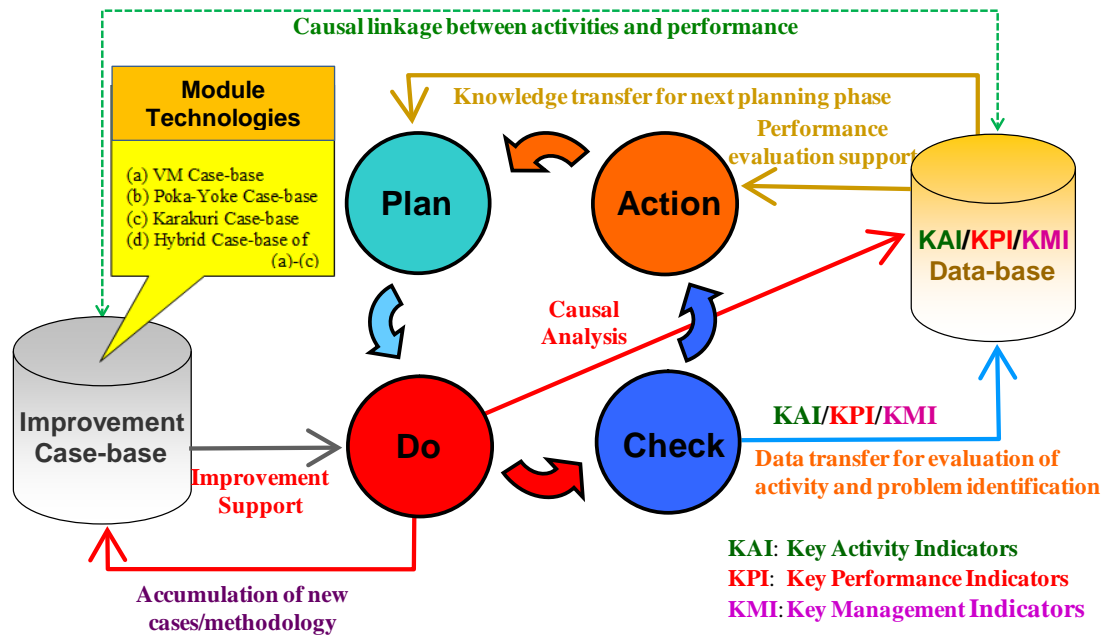 Causal linkage between activities and performance
Module
Technologies
(a) VM Case-base
(b) Poka-Yoke Case-base
(c) Karakuri Case-base
(d) Hybrid Case-base of
(a)-(c)
Knowledge transfer for next planning phase
Performance
evaluation support
Plan
Action
KAI/KPI/KMI
Data-base
Causal
Analysis
Improvement
Case-base
Do
Check
KAI/KPI/KMI
Improvement
Support
Data transfer for evaluation of
activity and problem identification
Accumulation of new
cases/methodology
KAI: Key Activity Indicators
KPI: Key Performance Indicators
KMI: Key Management Indicators